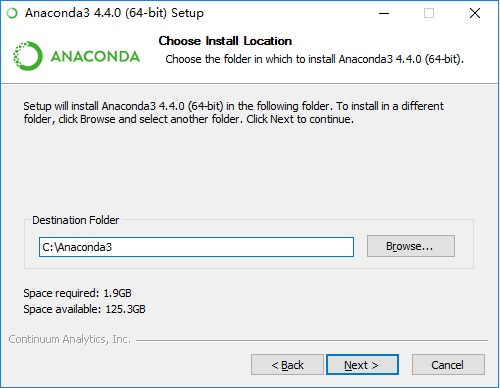 Anaconda3 4.4.0 (64-bit) Setup
ANACONDA
Choose Install Location
Choose the folder in which to install Anaconda3 4.4.0 (64-bit).
Setup will install Anaconda3 4.4.0 (64-bit) in the following folder. To install in a different
folder, click Browse and select another folder. Click Next to continue.
Destination Folder
C:\Anaconda3
Browse...
Space required: 1.9GB
Space available: 125.3GB
Continuum Analytics, Inc.
< Back
Next >
Cancel